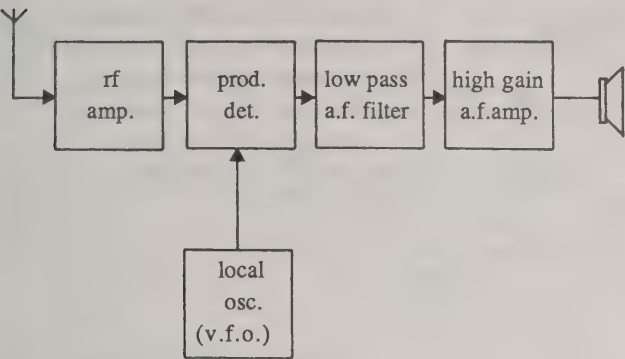 rf
amp.
prod.
det.
low pass
a.f. filter
high gain
a.f.amp.
local
osc.
(v.f.o.)